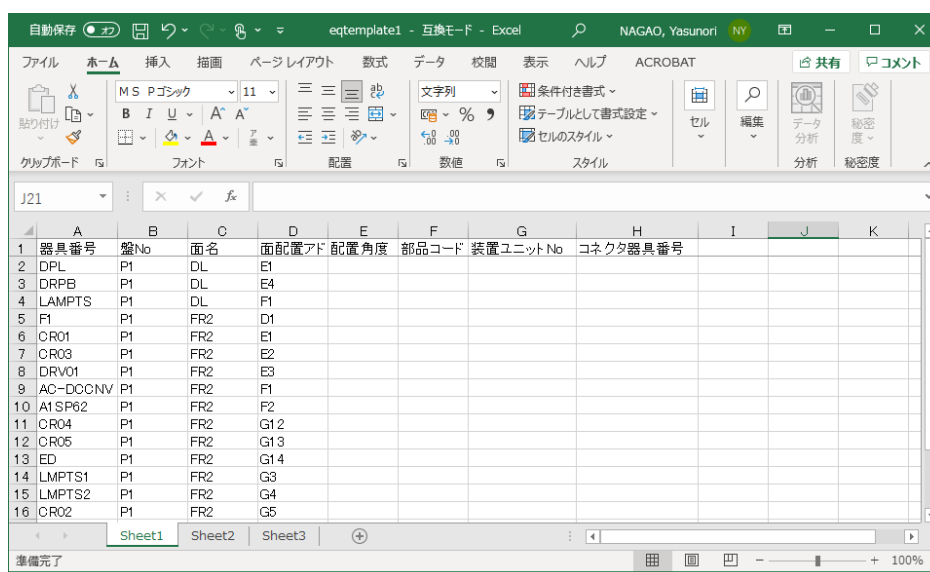 自動保存 オフ eqtemplate1 - 互換モード - Excel NAGAO, Yasunori NY
ファイル ホーム 挿入 描画 ページ レイアウト 数式 データ 校閲 表示 ヘルプ ACROBAT 共有 コメント
MS Pゴシック 11 文字列 条件付き書式
貼り付け B I U A A % テーブルとして書式設定 セル 編集 データ分析 秘密度
A セルのスタイル
クリップボード フォント 配置 数値 スタイル 分析 秘密度
J21 fx
A B C D E F G H I J K
1 器具番号 盤No 面名 面配置アド 配置角度 部品コード 装置ユニットNo コネクタ器具番号
2 DPL P1 DL E1
3 DRPB P1 DL E4
4 LAMPTS P1 DL F1
5 F1 P1 FR2 D1
6 CR01 P1 FR2 E1
7 CR03 P1 FR2 E2
8 DRV01 P1 FR2 E3
9 AC-DCCNV P1 FR2 F1
10 A1SP62 P1 FR2 F2
11 CR04 P1 FR2 G12
12 CR05 P1 FR2 G13
13 ED P1 FR2 G14
14 LMPTS1 P1 FR2 G3
15 LMPTS2 P1 FR2 G4
16 CR02 P1 FR2 G5
Sheet1 Sheet2 Sheet3
準備完了 100%